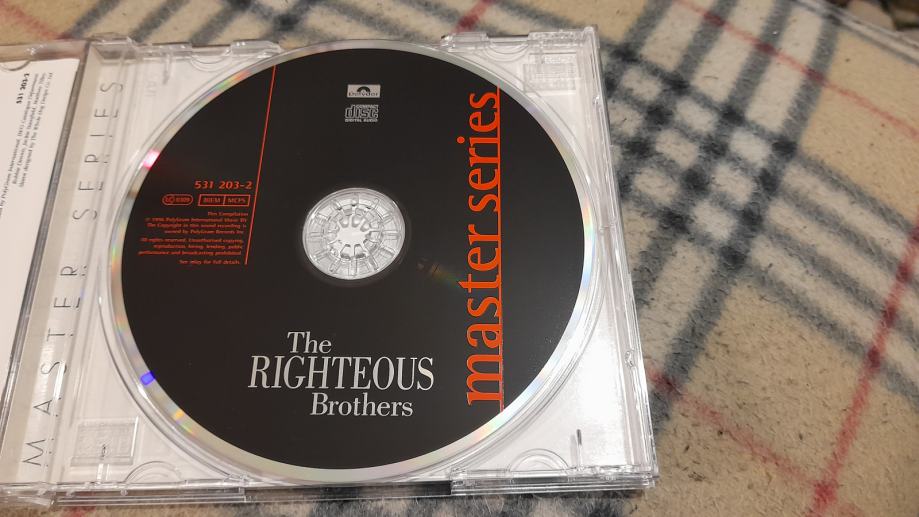 531 203-2
MASTER SERIES
Polydor
COMPACT
disc
DIGITAL AUDIO
master series
531 203-2
LC 0309
BIEM MCPS
This Compilation
© 1996 PolyGram International Music BV
The Copyright in this sound recording is
owned by PolyGram Records Inc
All rights reserved. Unauthorised copying,
reproduction, hiring, lending, public
performance and broadcasting prohibited.
See inlay for full details.
The
RIGHTEOUS
Brothers